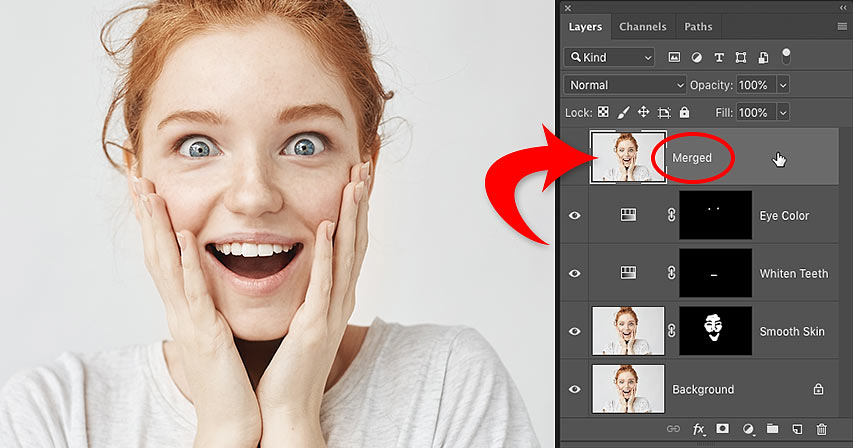 Layers Channels Paths
Kind
Normal Opacity: 100%
Lock: Fill: 100%
Merged
Eye Color
Whiten Teeth
Smooth Skin
Background
fx